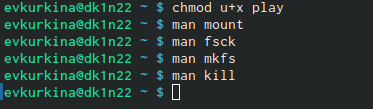 evkurkina@dk1n22 ~ $ chmod u+x play
evkurkina@dk1n22 ~ $ man mount
evkurkina@dk1n22 ~ $ man fsck
evkurkina@dk1n22 ~ $ man mkfs
evkurkina@dk1n22 ~ $ man kill
evkurkina@dk1n22 ~ $